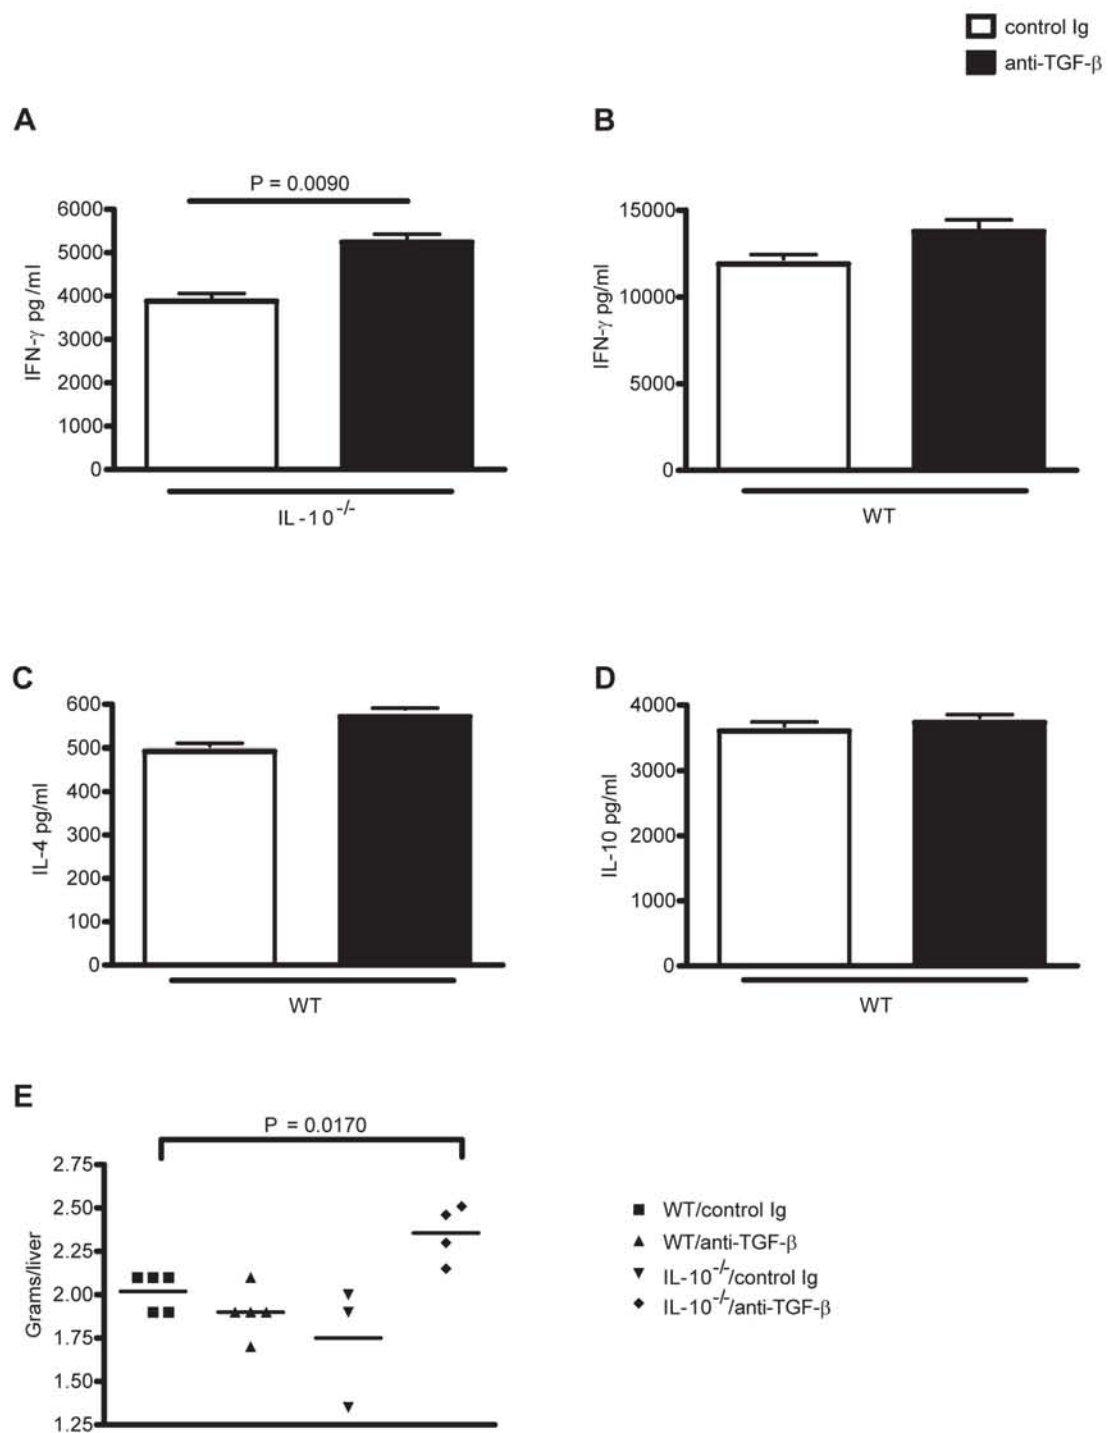 control Ig
anti-TGF-β
A
B
P = 0.0090
6000
5000
4000
3000
2000
1000
0
IFN-γ pg /ml
IL-10-/-
15000
10000
5000
0
IFN-γ pg/ml
WT
C
D
600
500
400
300
200
100
0
IL-4 pg/ml
WT
4000
3000
2000
1000
0
IL-10 pg/ml
WT
E
P = 0.0170
2.75
2.50
2.25
2.00
1.75
1.50
1.25
Grams/liver
WT/control Ig
WT/anti-TGF-β
IL-10-/-/control Ig
IL-10-/-/anti-TGF-β